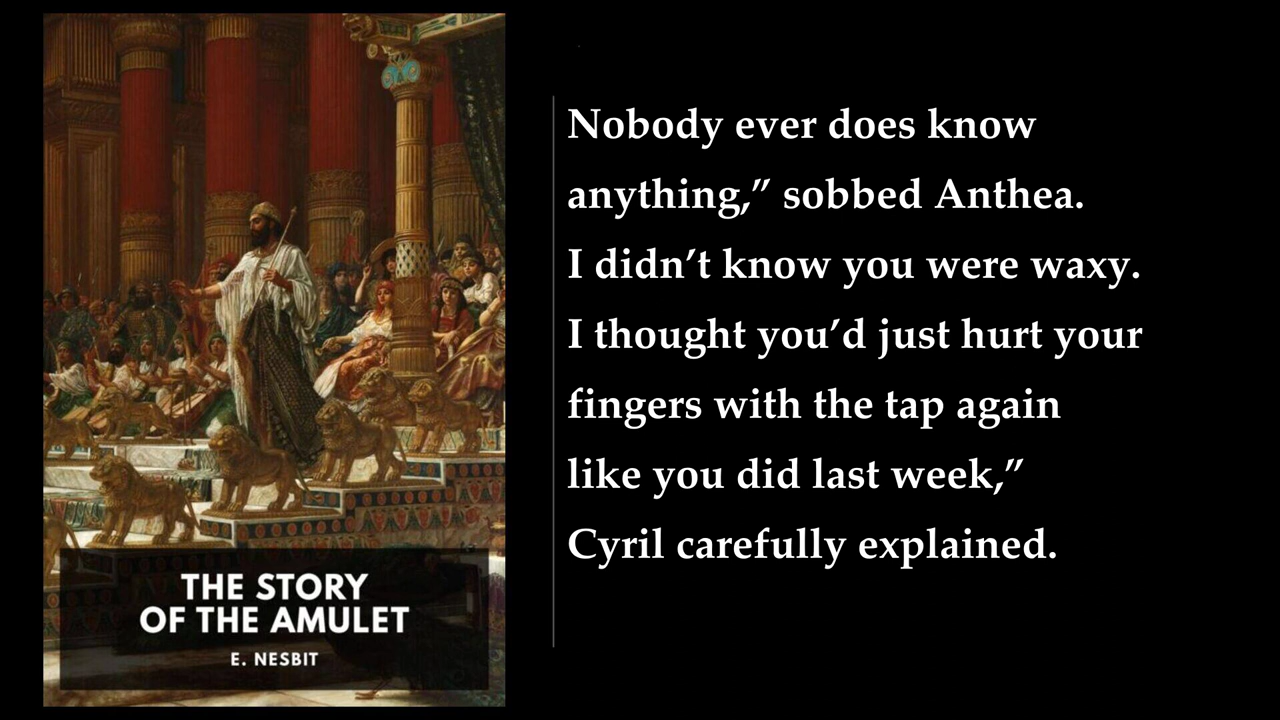 THE STORY
OF THE AMULET
E. NESBIT
Nobody ever does know
anything,” sobbed Anthea.
I didn’t know you were waxy.
I thought you’d just hurt your
fingers with the tap again
like you did last week,”
Cyril carefully explained.